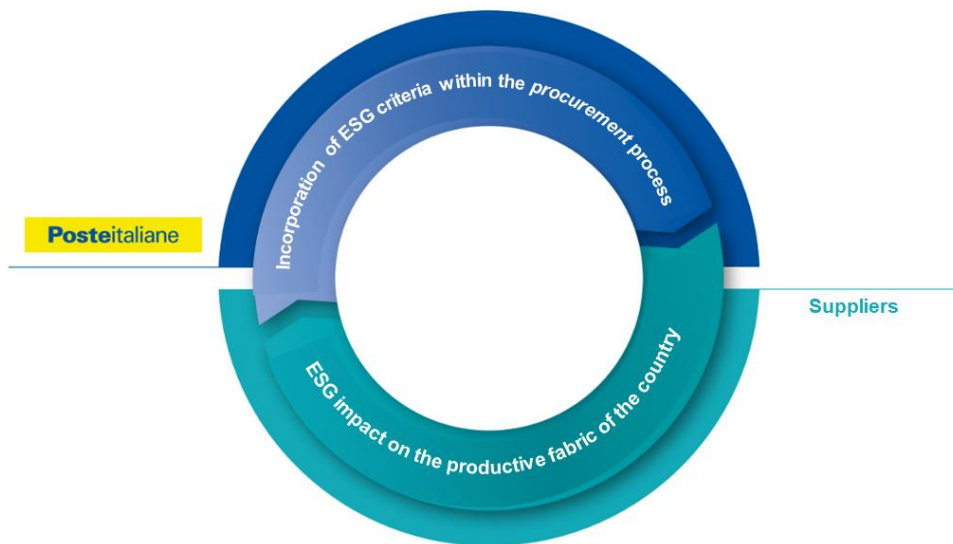 Incorporation of ESG criteria within the procurement process
Posteitaliane
Suppliers
ESG impact on the productive fabric of the country